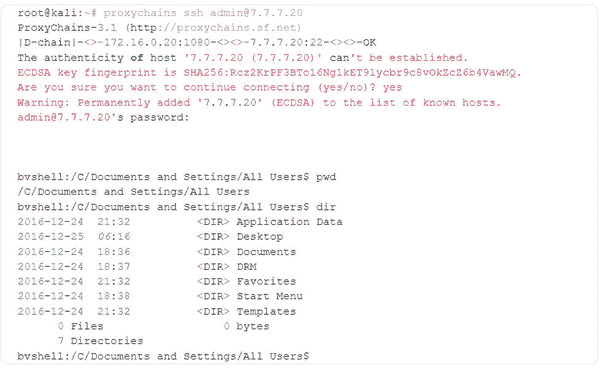 root@kali:~# proxychains ssh admin@7.7.7.20
ProxyChains-3.1 (http://proxychains.sf.net)
|D-chain|-<>-172.16.0.20:1080-<><>-7.7.7.20:22-<><>-OK
The authenticity of host '7.7.7.20 (7.7.7.20)' can't be established.
ECDSA key fingerprint is
Are you sure you want to continue connecting (yes/no)? yes
Warning: Permanently added '7.7.7.20' (ECDSA) to the list of known hosts.
admin@7.7.7.20's password:
bvshell:/C/Documents and Settings/All Users$ pwd
/C/Documents and Settings/All Users
bvshell:/C/Documents and Settings/All Users$ dir
2016-12-24 21:32 <DIR> Application Data
2016-12-25 06:16 <DIR> Desktop
2016-12-24 18:36 <DIR> Documents
2016-12-24 18:37 <DIR> DRM
2016-12-24 21:32 <DIR> Favorites
2016-12-24 18:38 <DIR> Start Menu
2016-12-24 21:32 <DIR> Templates
0 Files 0 bytes
7 Directories
bvshell:/C/Documents and Settings/All Users$